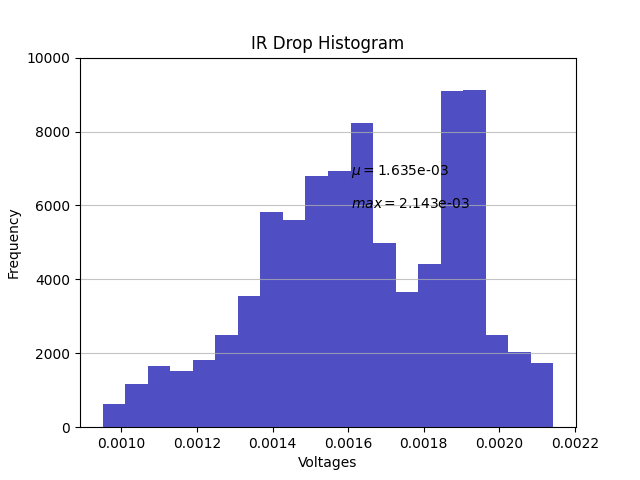 IR Drop Histogram
10000
8000
6000
4000
2000
0
Frequency
μ = 1.635e-03
max = 2.143e-03
0.0010 0.0012 0.0014 0.0016 0.0018 0.0020 0.0022
Voltages